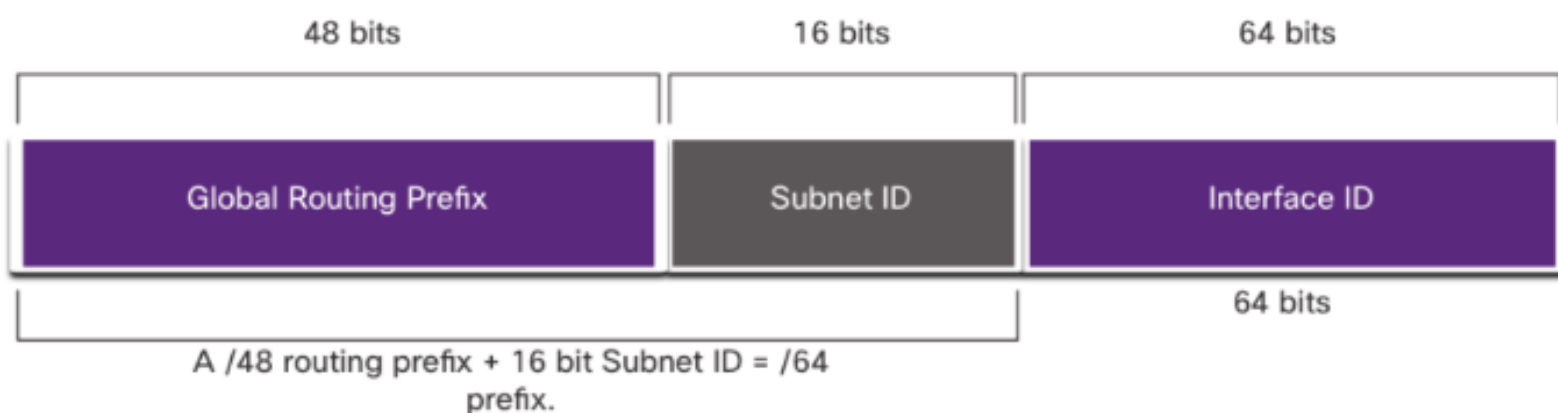 48 bits
16 bits
64 bits
Global Routing Prefix
Subnet ID
Interface ID
64 bits
A /48 routing prefix + 16 bit Subnet ID = /64
prefix.